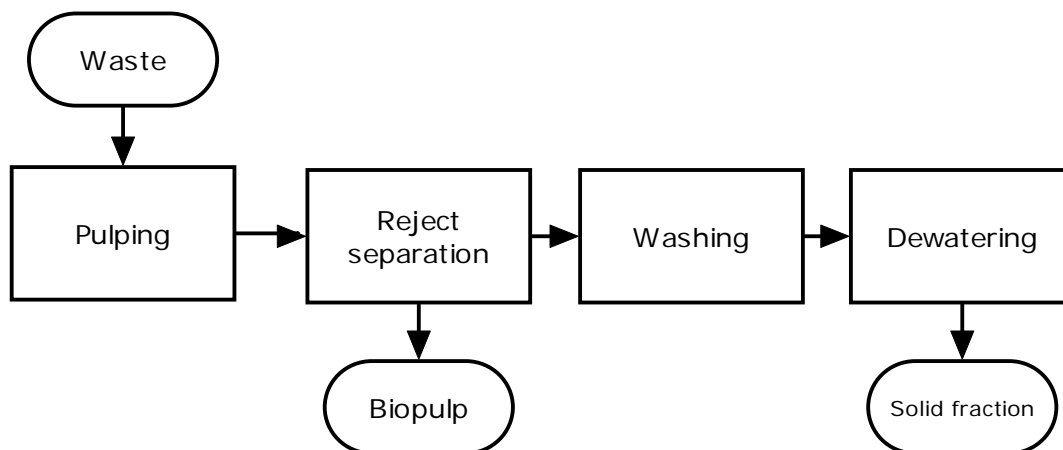 Waste
Pulping
Reject
separation
Washing
Dewatering
Biopulp
Solid fraction